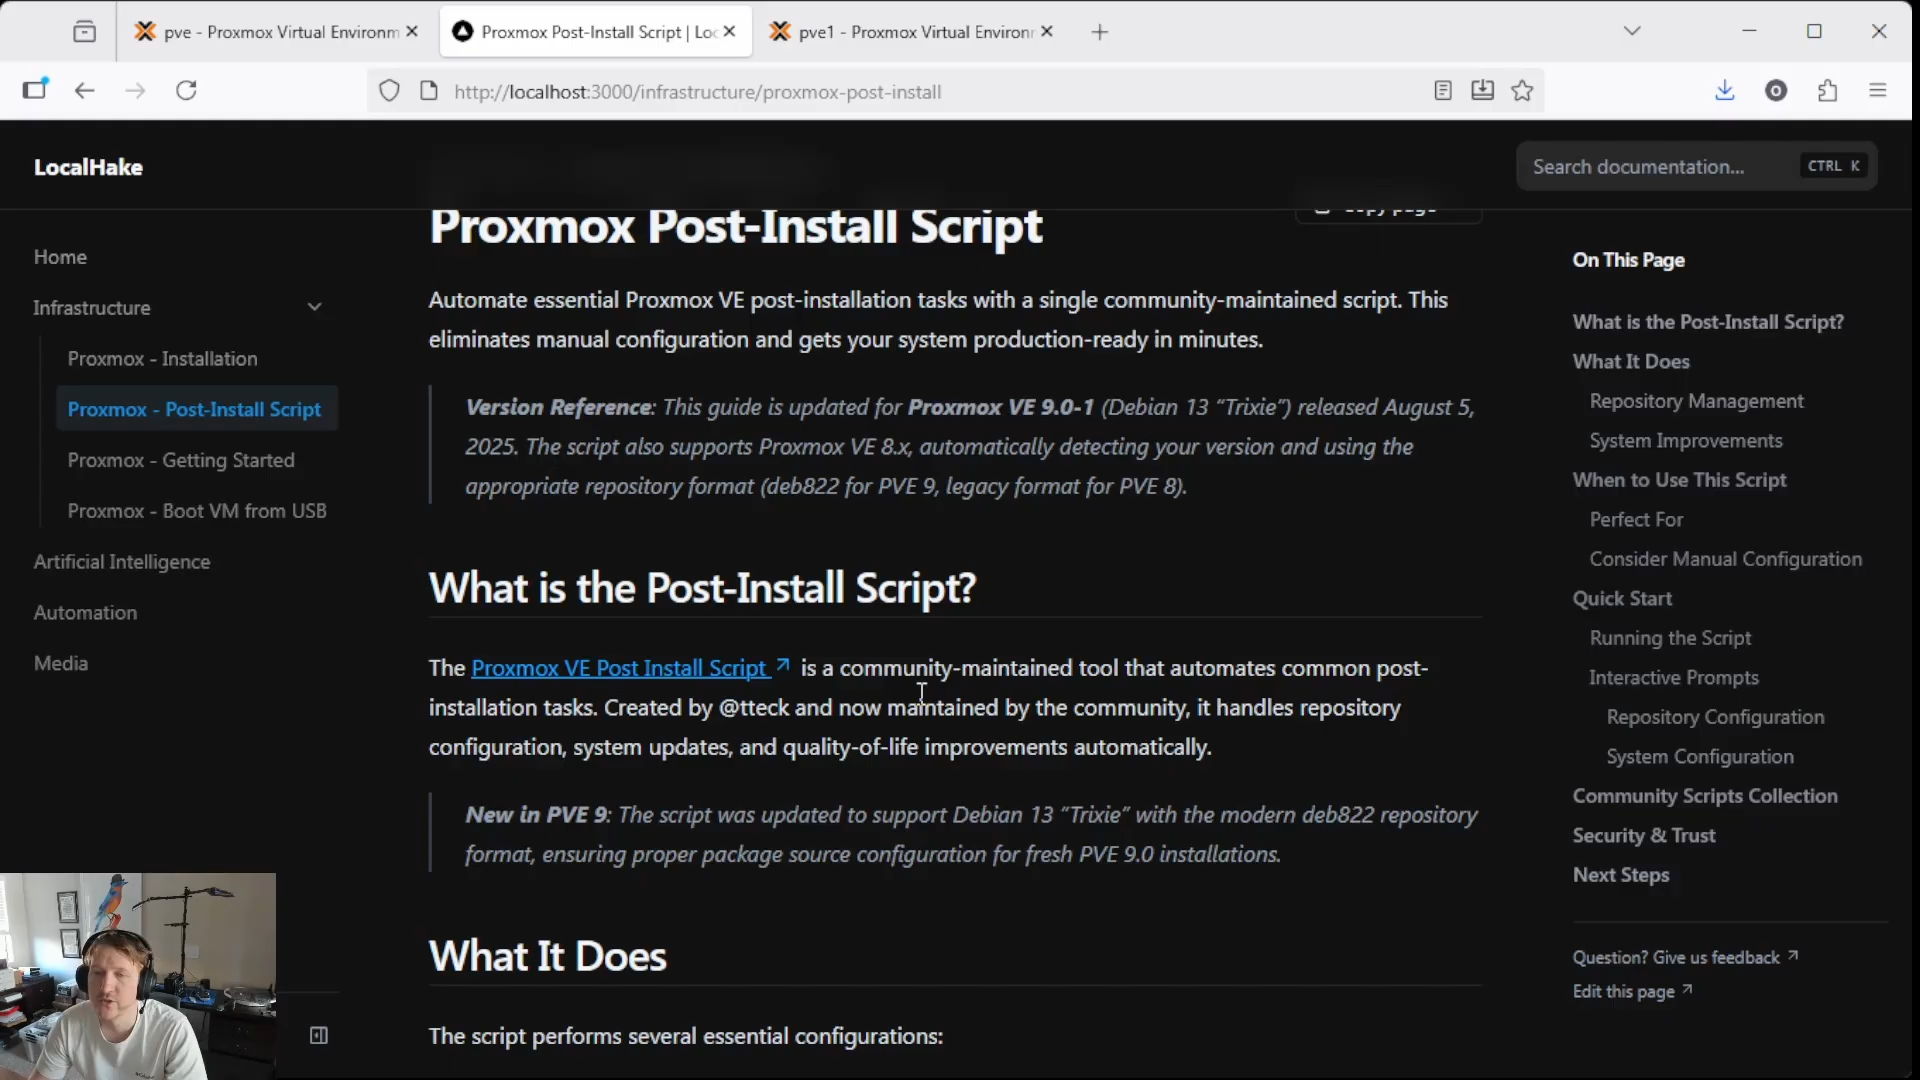 pve - Proxmox Virtual Environm
Proxmox Post-Install Script | Loc
pve1 - Proxmox Virtual Environ
http://localhost:3000/infrastructure/proxmox-post-install
LocalHake
Search documentation...
CTRL K
Home
Infrastructure
Proxmox - Installation
Proxmox - Post-Install Script
Proxmox - Getting Started
Proxmox - Boot VM from USB
Artificial Intelligence
Automation
Media
Copy page
Proxmox Post-Install Script
Automate essential Proxmox VE post-installation tasks with a single community-maintained script. This
eliminates manual configuration and gets your system production-ready in minutes.
Version Reference: This guide is updated for Proxmox VE 9.0-1 (Debian 13 “Trixie”) released August 5,
2025. The script also supports Proxmox VE 8.x, automatically detecting your version and using the
appropriate repository format (deb822 for PVE 9, legacy format for PVE 8).
What is the Post-Install Script?
The Proxmox VE Post Install Script ↗ is a community-maintained tool that automates common post-
installation tasks. Created by @tteck and now maintained by the community, it handles repository
configuration, system updates, and quality-of-life improvements automatically.
New in PVE 9: The script was updated to support Debian 13 “Trixie” with the modern deb822 repository
format, ensuring proper package source configuration for fresh PVE 9.0 installations.
What It Does
The script performs several essential configurations:
On This Page
What is the Post-Install Script?
What It Does
Repository Management
System Improvements
When to Use This Script
Perfect For
Consider Manual Configuration
Quick Start
Running the Script
Interactive Prompts
Repository Configuration
System Configuration
Community Scripts Collection
Security & Trust
Next Steps
Question? Give us feedback ↗
Edit this page ↗